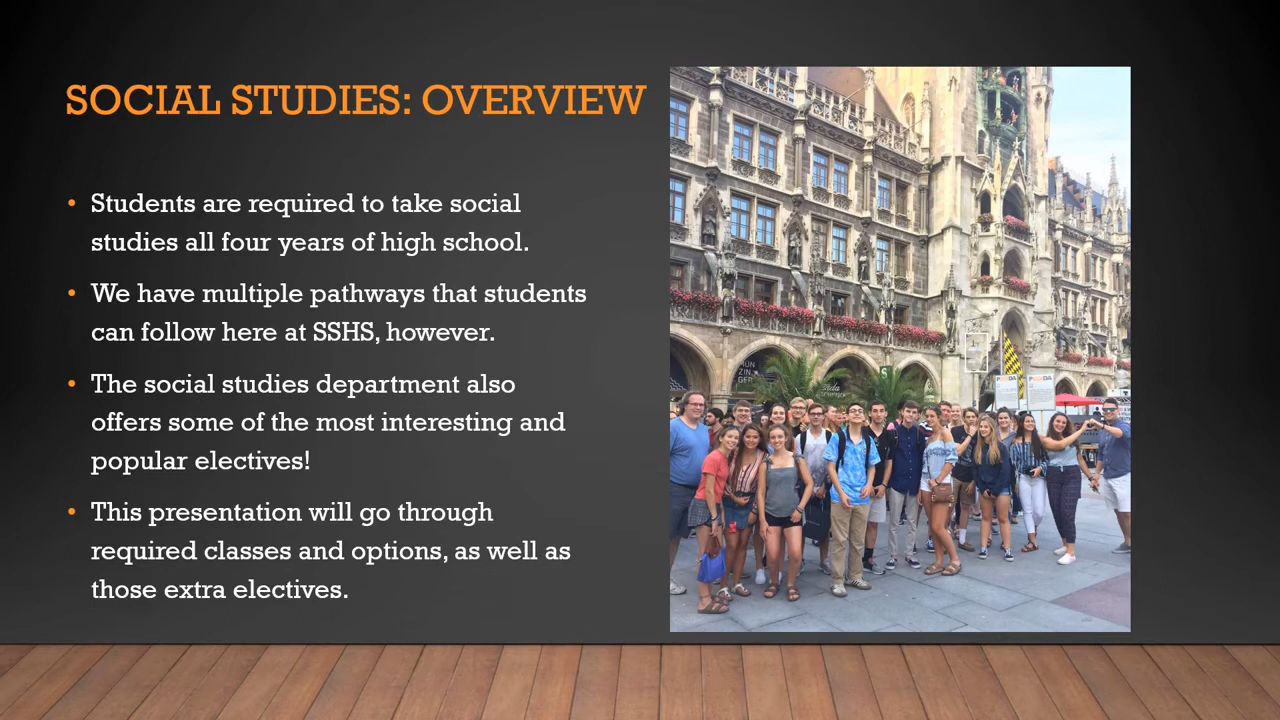 SOCIAL STUDIES: OVERVIEW
• Students are required to take social
studies all four years of high school.
• We have multiple pathways that students
can follow here at SSHS, however.
• The social studies department also
offers some of the most interesting and
popular electives!
• This presentation will go through
required classes and options, as well as
those extra electives.